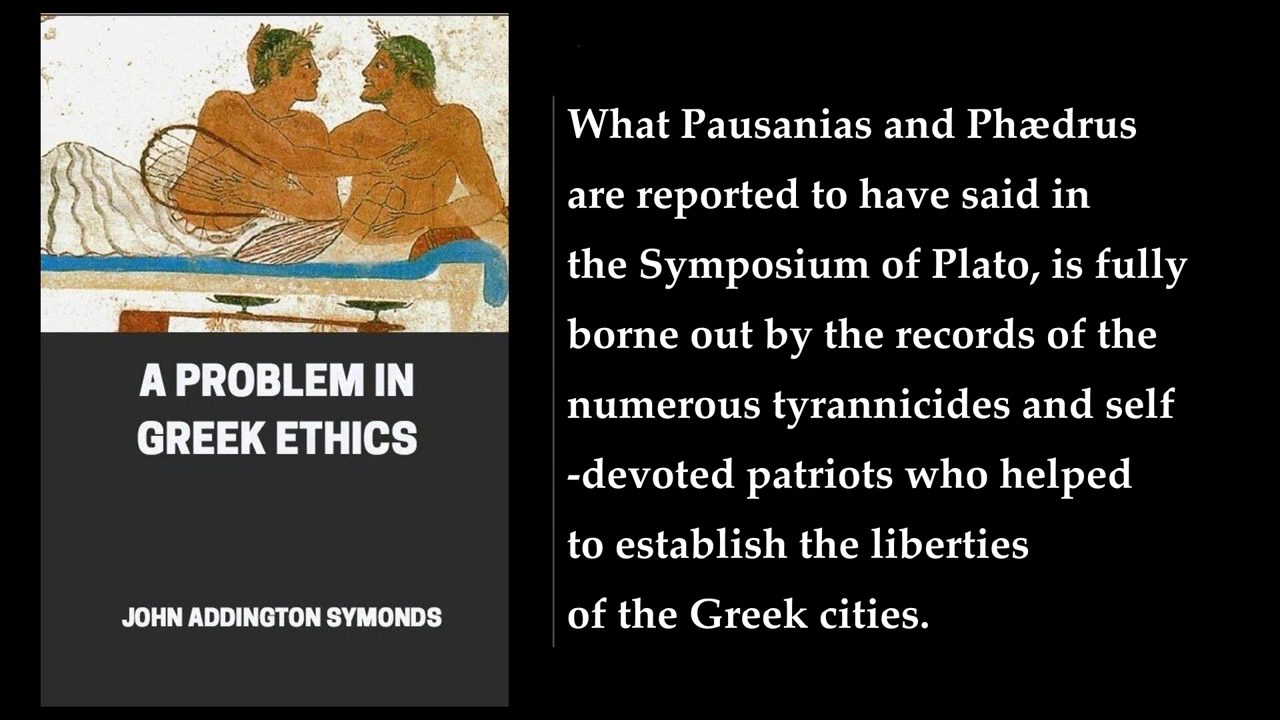 A PROBLEM IN
GREEK ETHICS
JOHN ADDINGTON SYMONDS
What Pausanias and Phædrus
are reported to have said in
the Symposium of Plato, is fully
borne out by the records of the
numerous tyrannicides and self
-devoted patriots who helped
to establish the liberties
of the Greek cities.